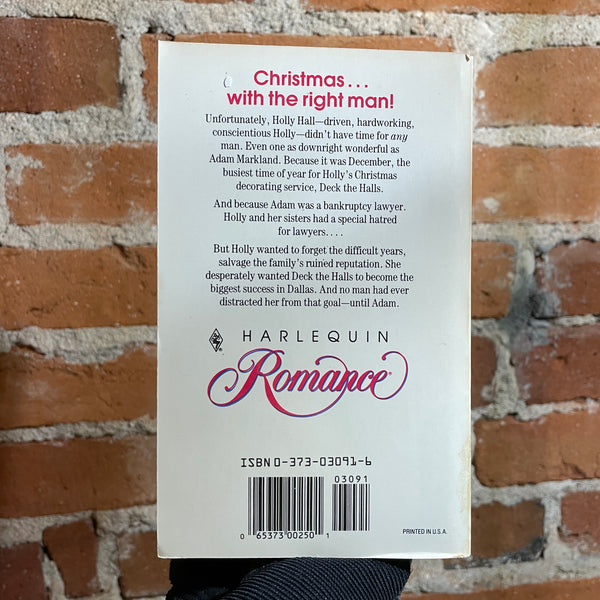 Christmas...
with the right man!
Unfortunately, Holly Hall—driven, hardworking,
conscientious Holly—didn't have time for any
man. Even one as downright wonderful as
Adam Markland. Because it was December, the
busiest time of year for Holly's Christmas
decorating service, Deck the Halls.
And because Adam was a bankruptcy lawyer.
Holly and her sisters had a special hatred
for lawyers....
But Holly wanted to forget the difficult years,
salvage the family's ruined reputation. She
desperately wanted Deck the Halls to become the
biggest success in Dallas. And no man had ever
distracted her from that goal—until Adam.
HARLEQUIN
Romance®
ISBN 0-373-03091-6
03091
0 65373 00250 1
PRINTED IN U.S.A.